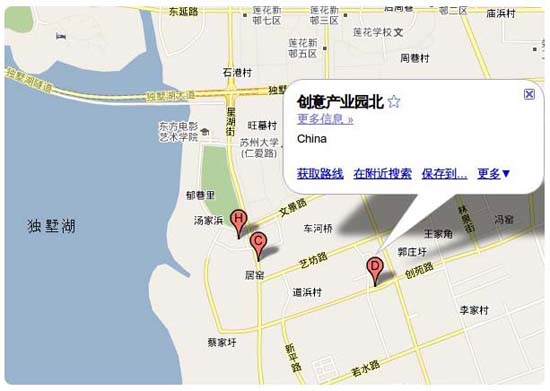 东延路
莲花新
邨七区
莲花新
邨三区
邨二区
庙浜村
莲花学校
莲花新
邨五区
周巷村
石港村
独墅湖隧道
独墅湖大道
星湖街
旺墓村
东方电影
艺术学院
苏州大学
(仁爱路)
创意产业园北
更多信息 »
China
获取路线 在附近搜索 保存到... 更多▼
郁巷里
文景路
汤家浜
H
独墅湖
车河桥
林泉街
冯窑
王家角
C
郭庄圩
艺坊路
D
创苑路
居窑
道浜村
李家村
新平路
蔡家圩
若水路